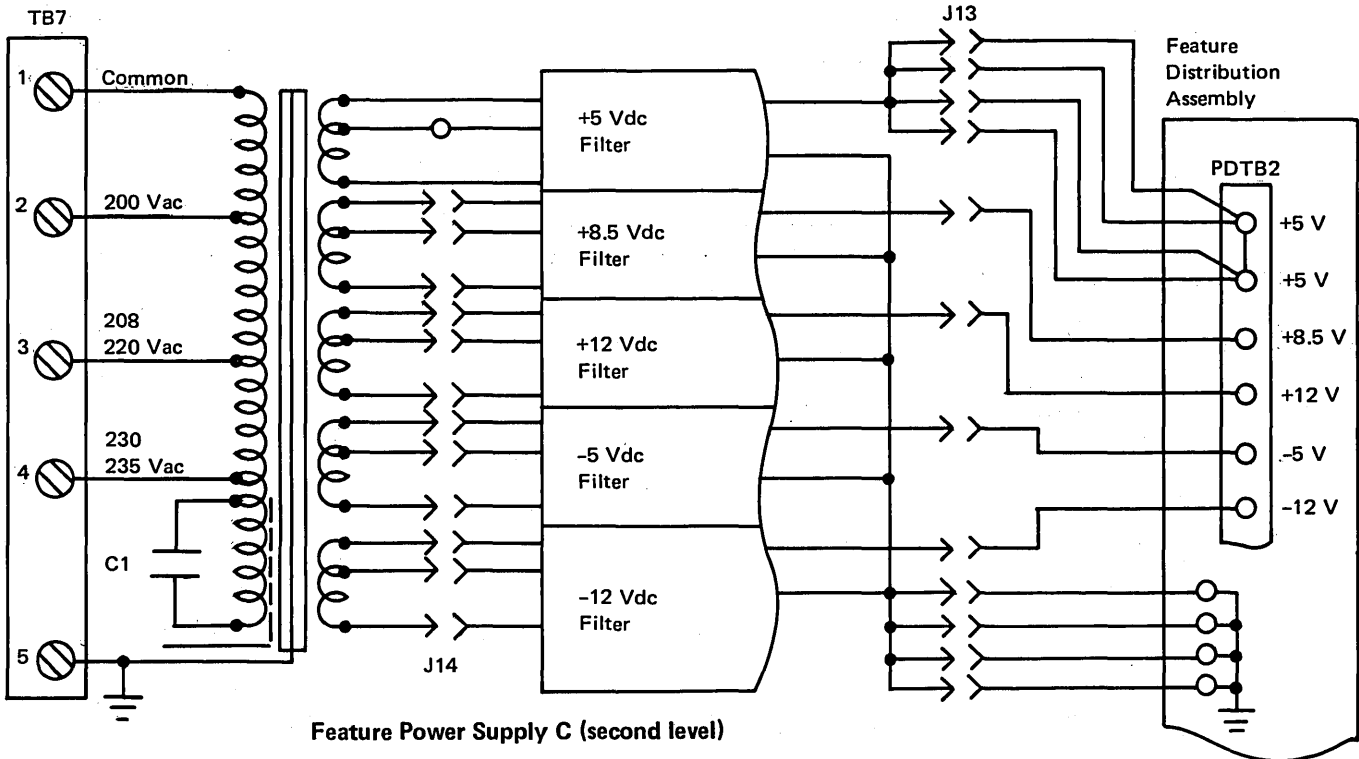 TB7
J13
Feature
Distribution
Assembly
1
Common
+5 Vdc
Filter
PDTB2
2
200 Vac
+8.5 Vdc
Filter
+5 V
+5 V
3
208
220 Vac
+12 Vdc
Filter
+8.5 V
+12 V
4
230
235 Vac
-5 Vdc
Filter
-5 V
-12 V
C1
-12 Vdc
Filter
5
J14
Feature Power Supply C (second level)